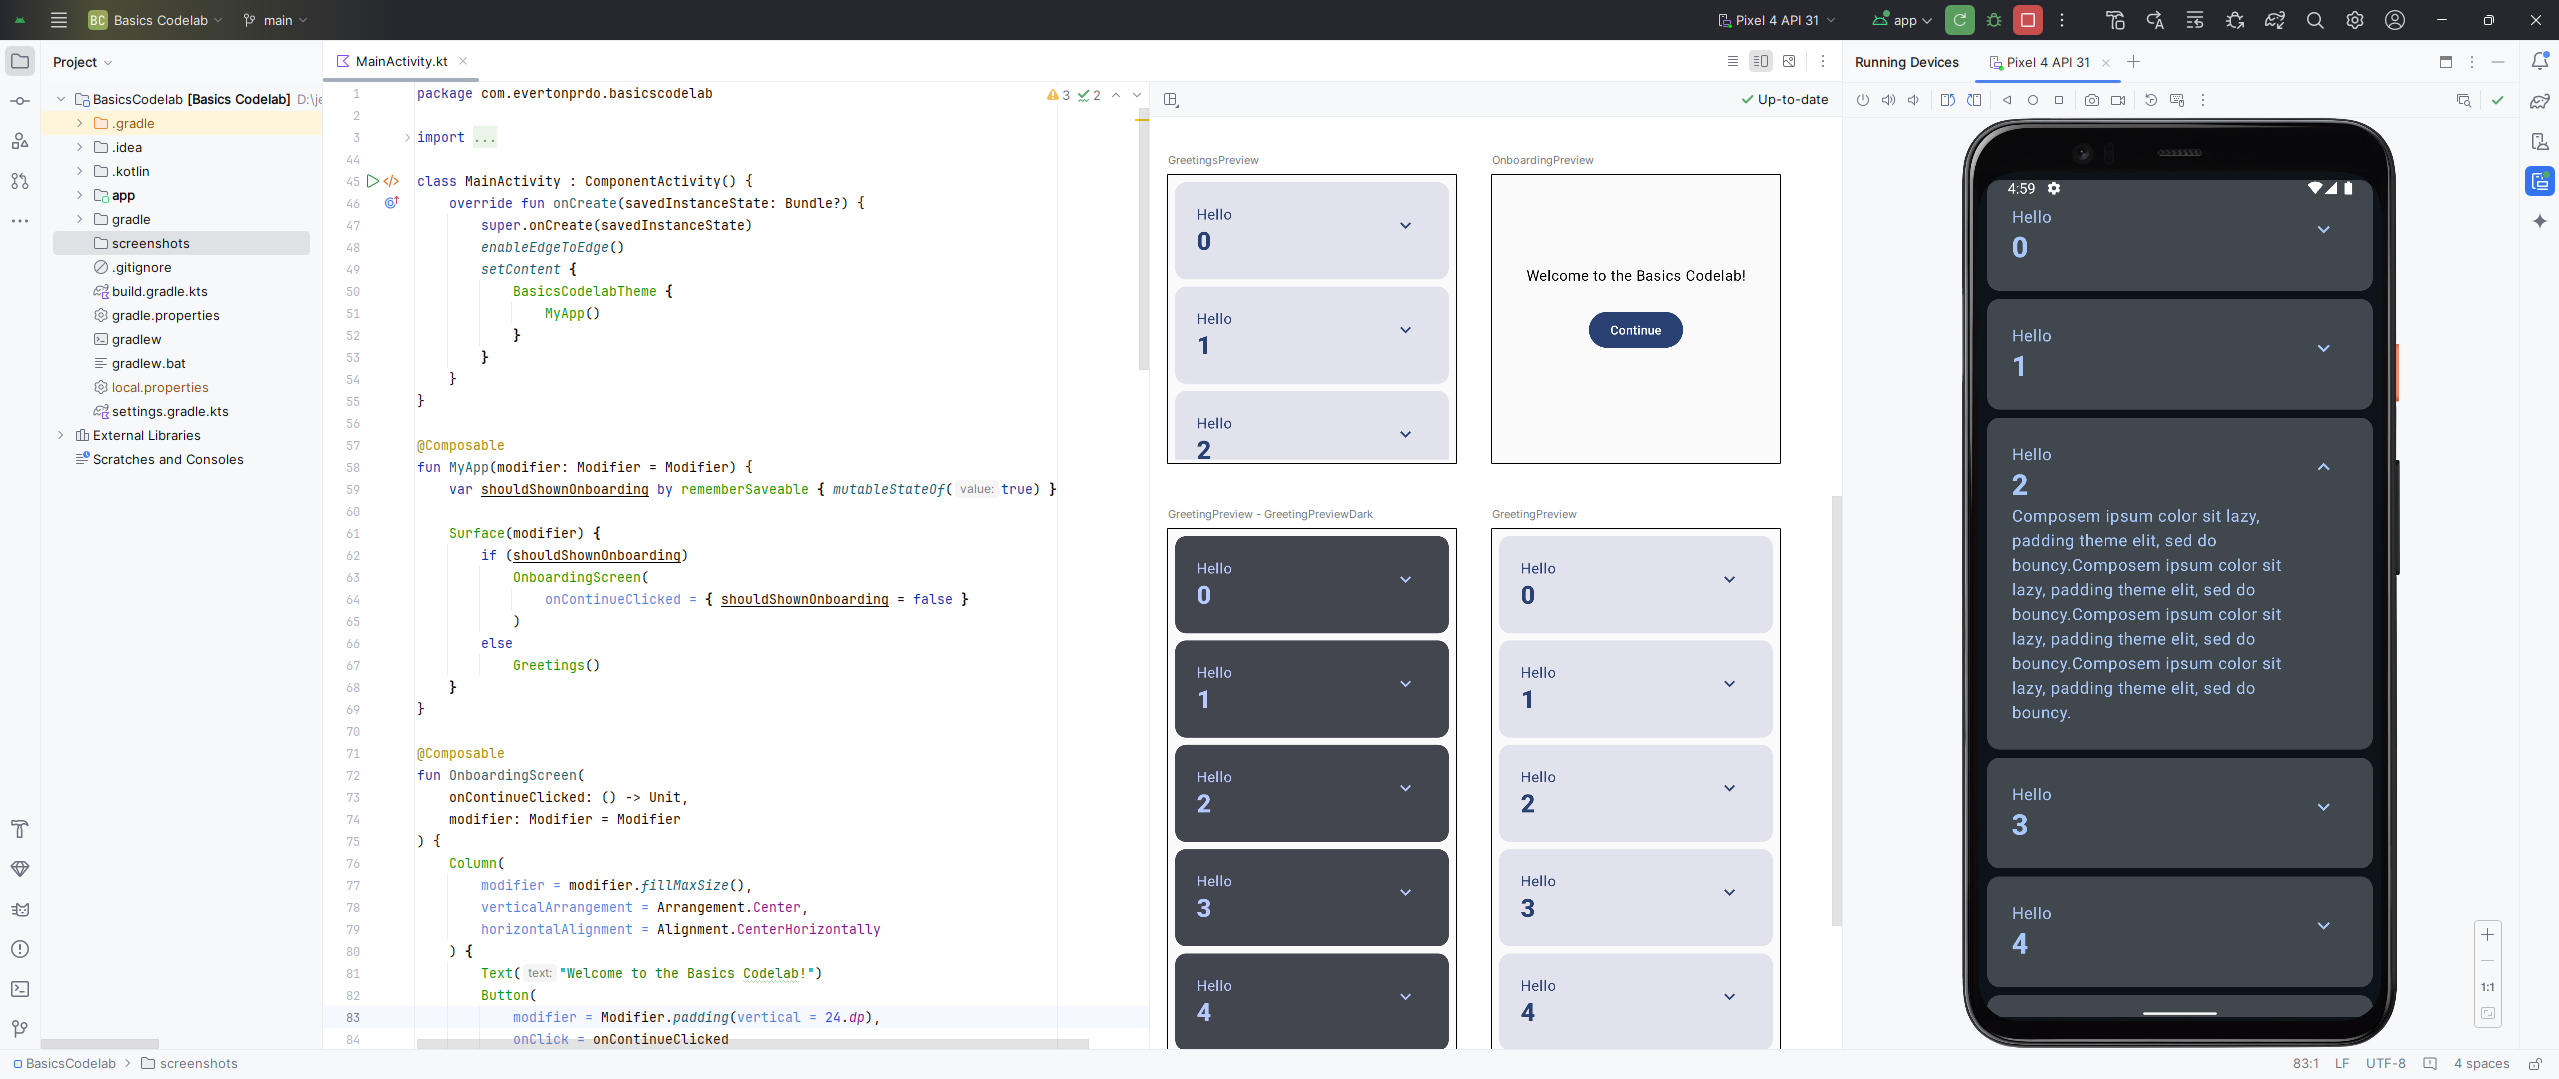 BC Basics Codelab main Pixel 4 API 31 app
Project
BasicsCodelab [Basics Codelab] D:\je
.gradle
.idea
.kotlin
app
gradle
screenshots
.gitignore
build.gradle.kts
gradle.properties
gradlew
gradlew.bat
local.properties
settings.gradle.kts
External Libraries
Scratches and Consoles
MainActivity.kt
3 2
1 package com.evertonprdo.basicscodelab
2
3 import ...
44
45 class MainActivity : ComponentActivity() {
46 override fun onCreate(savedInstanceState: Bundle?) {
47 super.onCreate(savedInstanceState)
48 enableEdgeToEdge()
49 setContent {
50 BasicsCodelabTheme {
51 MyApp()
52 }
53 }
54 }
55 }
56
57 @Composable
58 fun MyApp(modifier: Modifier = Modifier) {
59 var shouldShownOnboarding by rememberSaveable { mutableStateOf( value: true) }
60
61 Surface(modifier) {
62 if (shouldShownOnboarding)
63 OnboardingScreen(
64 onContinueClicked = { shouldShownOnboarding = false }
65 )
66 else
67 Greetings()
68 }
69 }
70
71 @Composable
72 fun OnboardingScreen(
73 onContinueClicked: () -> Unit,
74 modifier: Modifier = Modifier
75 ) {
76 Column(
77 modifier = modifier.fillMaxSize(),
78 verticalArrangement = Arrangement.Center,
79 horizontalAlignment = Alignment.CenterHorizontally
80 ) {
81 Text( text: "Welcome to the Basics Codelab!")
82 Button(
83 modifier = Modifier.padding(vertical = 24.dp),
84 onClick = onContinueClicked
Up-to-date
GreetingsPreview
Hello
0
Hello
1
Hello
2
OnboardingPreview
Welcome to the Basics Codelab!
Continue
GreetingPreview - GreetingPreviewDark
Hello
0
Hello
1
Hello
2
Hello
3
Hello
4
GreetingPreview
Hello
0
Hello
1
Hello
2
Hello
3
Hello
4
Running Devices Pixel 4 API 31
4:59
Hello
0
Hello
1
Hello
2
Composem ipsum color sit lazy,
padding theme elit, sed do
bouncy.Composem ipsum color sit
lazy, padding theme elit, sed do
bouncy.Composem ipsum color sit
lazy, padding theme elit, sed do
bouncy.Composem ipsum color sit
lazy, padding theme elit, sed do
bouncy.
Hello
3
Hello
4
1:1
BasicsCodelab screenshots
83:1 LF UTF-8 4 spaces